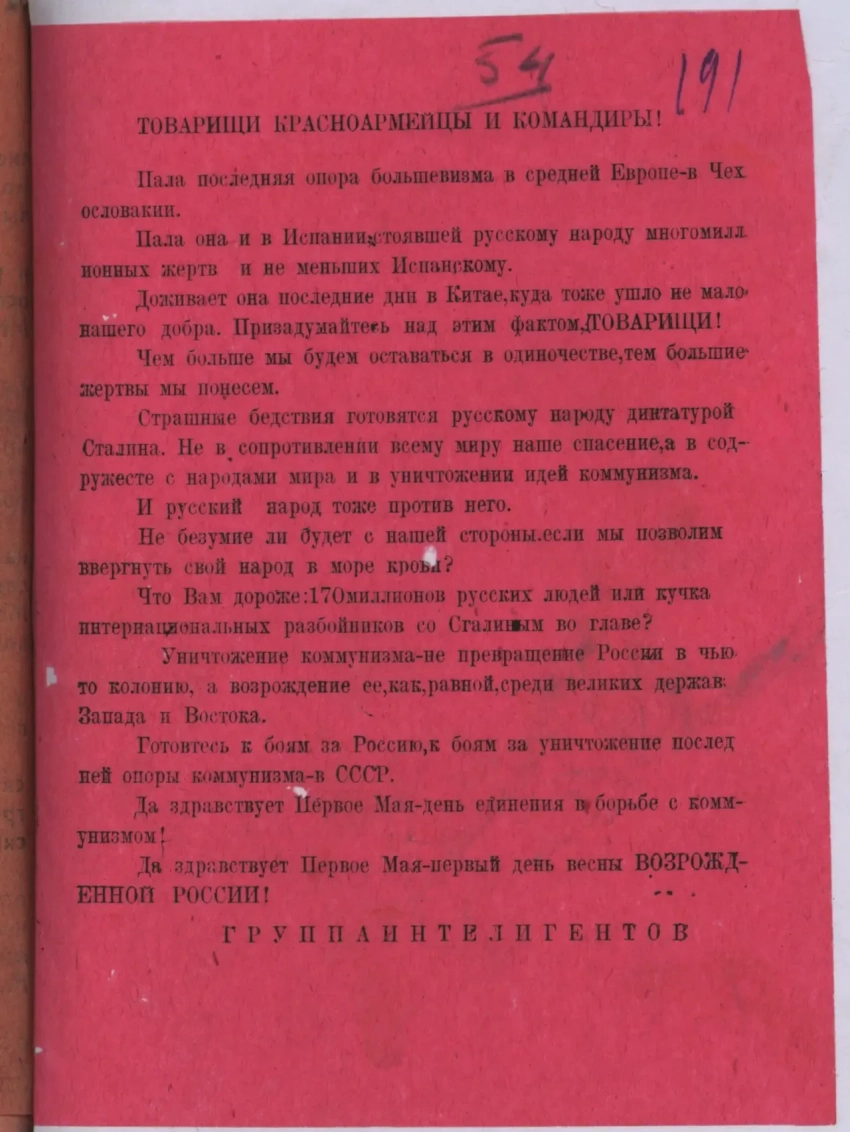 54
191
ТОВАРИЩИ КРАСНОАРМЕЙЦЫ И КОМАНДИРЫ!
Пала последняя опора большевизма в средней Европе-в Чех
ословакии.
Пала она и в Испании,стоявшей русскому народу многомилл
ионных жертв и не меньших Испанскому.
Доживает она последние дни в Китае,куда тоже ушло не мало
нашего добра. Призадумайтесь над этим фактом,ТОВАРИЩИ!
Чем больше мы будем оставаться в одиночестве,тем большие
жертвы мы понесем.
Страшные бедствия готовятся русскому народу диктатурой
Сталина. Не в сопротивлении всему миру наше спасение,а в сод-
ружесте с народами мира и в уничтожении идей коммунизма.
И русский народ тоже против него.
Не безумие ли будет с нашей стороны.если мы позволим
ввергнуть свой народ в море крови?
Что Вам дороже:170миллионов русских людей или кучка
интернациональных разбойников со Сталиным во главе?
Уничтожение коммунизма-не превращение России в чью-
то колонию, а возрождение ее,как,равной,среди великих держав
Запада и Востока.
Готовтесь к боям за Россию,к боям за уничтожение послед
ней опоры коммунизма-в СССР.
Да здравствует Первое Мая-день единения в борьбе с комм-
унизмом!
Да здравствует Первое Мая-первый день весны ВОЗРОЖД-
ЕННОЙ РОССИИ!
Г Р У П П А И Н Т Е Л И Г Е Н Т О В